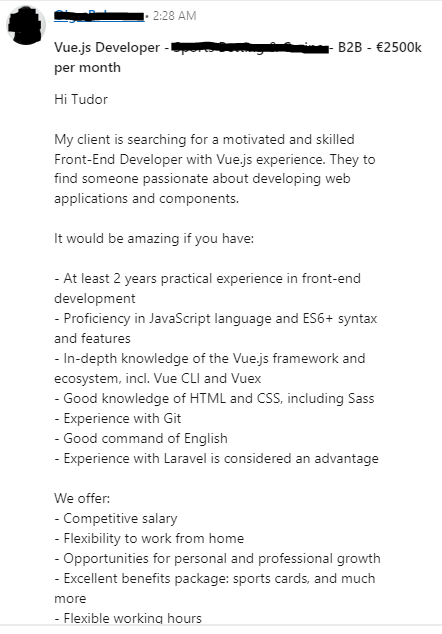 • 2:28 AM
Vue.js Developer - - B2B - €2500k
per month
Hi Tudor
My client is searching for a motivated and skilled
Front-End Developer with Vue.js experience. They to
find someone passionate about developing web
applications and components.
It would be amazing if you have:
- At least 2 years practical experience in front-end
development
- Proficiency in JavaScript language and ES6+ syntax
and features
- In-depth knowledge of the Vue.js framework and
ecosystem, incl. Vue CLI and Vuex
- Good knowledge of HTML and CSS, including Sass
- Experience with Git
- Good command of English
- Experience with Laravel is considered an advantage
We offer:
- Competitive salary
- Flexibility to work from home
- Opportunities for personal and professional growth
- Excellent benefits package: sports cards, and much
more
- Flexible working hours